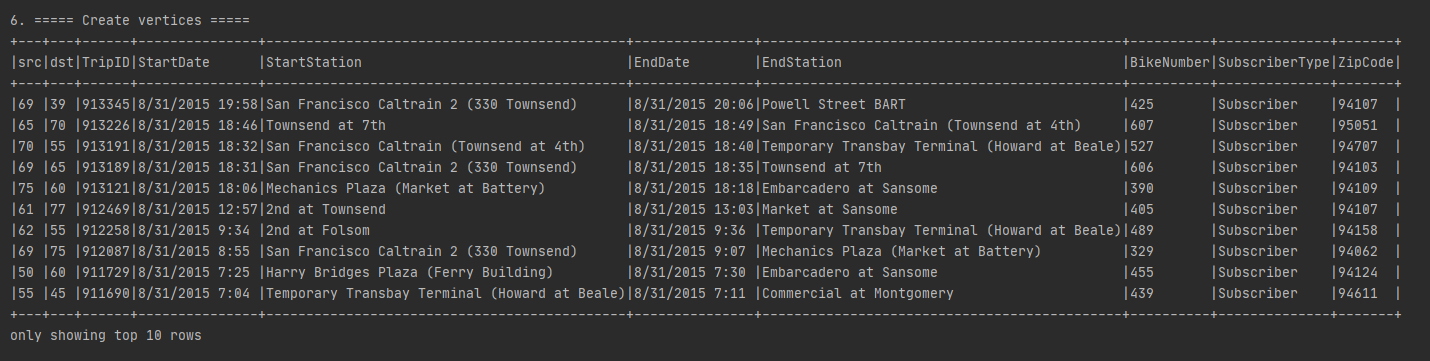 6. ===== Create vertices =====
+---+---+------+---------------+---------------------------------------------+---------------+---------------------------------------------+----------+--------------+-------+
|src|dst|TripID|StartDate      |StartStation                                 |EndDate        |EndStation                                   |BikeNumber|SubscriberType|ZipCode|
+---+---+------+---------------+---------------------------------------------+---------------+---------------------------------------------+----------+--------------+-------+
|69 |39 |913345|8/31/2015 19:58|San Francisco Caltrain 2 (330 Townsend)      |8/31/2015 20:06|Powell Street BART                           |425       |Subscriber    |94107  |
|65 |70 |913226|8/31/2015 18:46|Townsend at 7th                              |8/31/2015 18:49|San Francisco Caltrain (Townsend at 4th)     |607       |Subscriber    |95051  |
|70 |55 |913191|8/31/2015 18:32|San Francisco Caltrain (Townsend at 4th)     |8/31/2015 18:40|Temporary Transbay Terminal (Howard at Beale)|527       |Subscriber    |94707  |
|69 |65 |913189|8/31/2015 18:31|San Francisco Caltrain 2 (330 Townsend)      |8/31/2015 18:35|Townsend at 7th                              |606       |Subscriber    |94103  |
|75 |60 |913121|8/31/2015 18:06|Mechanics Plaza (Market at Battery)          |8/31/2015 18:18|Embarcadero at Sansome                       |390       |Subscriber    |94109  |
|61 |77 |912469|8/31/2015 12:57|2nd at Townsend                              |8/31/2015 13:03|Market at Sansome                            |405       |Subscriber    |94107  |
|62 |55 |912258|8/31/2015 9:34 |2nd at Folsom                                |8/31/2015 9:36 |Temporary Transbay Terminal (Howard at Beale)|489       |Subscriber    |94158  |
|69 |75 |912087|8/31/2015 8:55 |San Francisco Caltrain 2 (330 Townsend)      |8/31/2015 9:07 |Mechanics Plaza (Market at Battery)          |329       |Subscriber    |94062  |
|50 |60 |911729|8/31/2015 7:25 |Harry Bridges Plaza (Ferry Building)         |8/31/2015 7:30 |Embarcadero at Sansome                       |455       |Subscriber    |94124  |
|55 |45 |911690|8/31/2015 7:04 |Temporary Transbay Terminal (Howard at Beale)|8/31/2015 7:11 |Commercial at Montgomery                     |439       |Subscriber    |94611  |
+---+---+------+---------------+---------------------------------------------+---------------+---------------------------------------------+----------+--------------+-------+
only showing top 10 rows